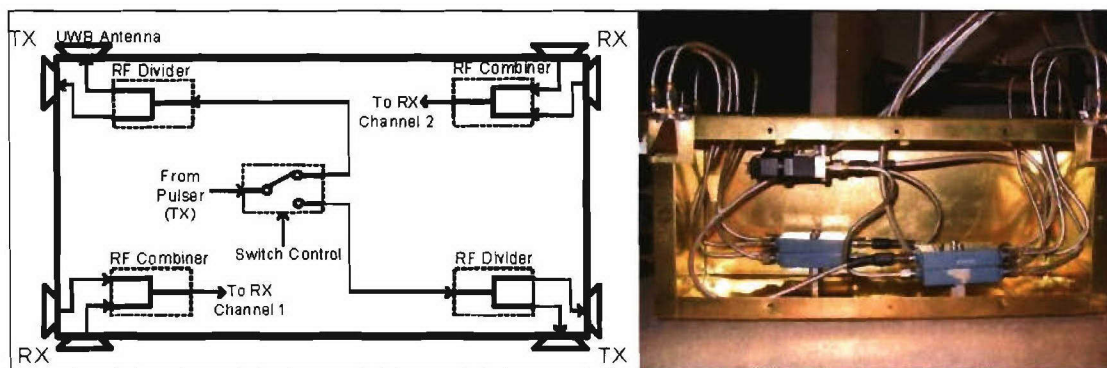 TX
UWB Antenna
RX
RF Divider
RF Combiner
To RX
Channel 2
From
Pulser
(TX)
Switch Control
RF Combiner
RF Divider
To RX
Channel 1
RX
TX